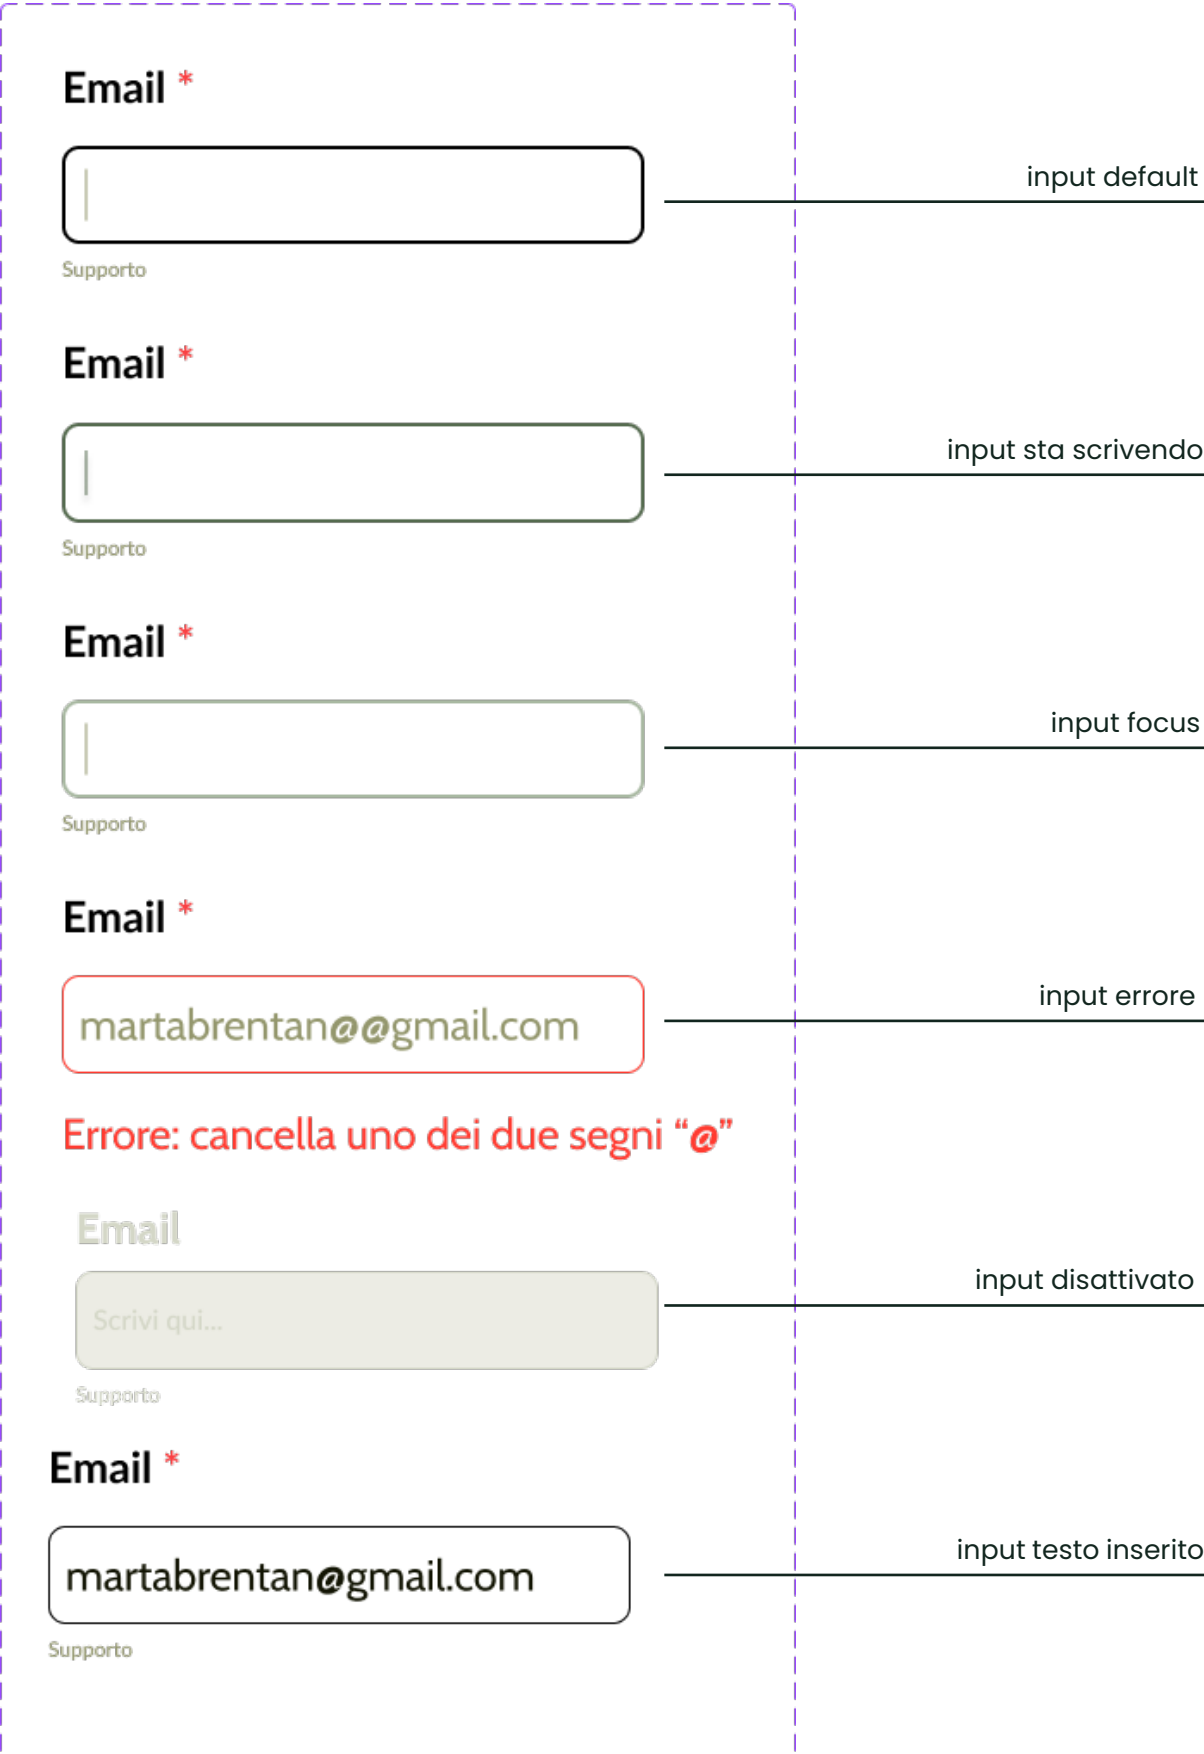 Email *
input default
Supporto
Email *
input sta scrivendo
Supporto
Email *
input focus
Supporto
Email *
input errore
martabrentan@@gmail.com
Errore: cancella uno dei due segni “@”
Email
input disattivato
Scrivi qui...
Supporto
Email *
input testo inserito
martabrentan@gmail.com
Supporto